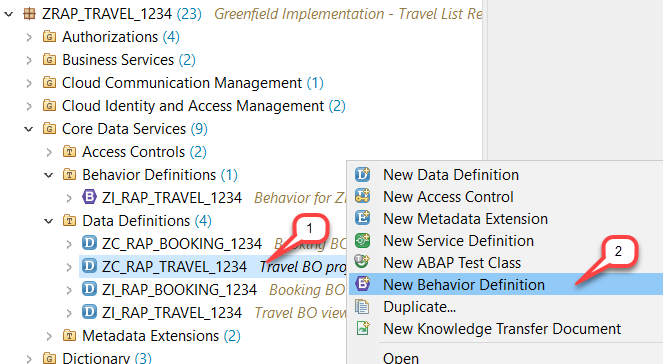 ZRAP_TRAVEL_1234 (23) Greenfield Implementation - Travel List Re
Authorizations (4)
Business Services (2)
Cloud Communication Management (1)
Cloud Identity and Access Management (2)
Core Data Services (9)
Access Controls (2)
Behavior Definitions (1)
ZI_RAP_TRAVEL_1234 Behavior for ZI
Data Definitions (4)
1
ZC_RAP_BOOKING_1234 Booking BO
ZC_RAP_TRAVEL_1234 Travel BO proj
ZI_RAP_BOOKING_1234 Booking BO
ZI_RAP_TRAVEL_1234 Travel BO view
Metadata Extensions (2)
Dictionary (3)
New Data Definition
New Access Control
New Metadata Extension
New Service Definition
2
New ABAP Test Class
New Behavior Definition
Duplicate...
New Knowledge Transfer Document
Open